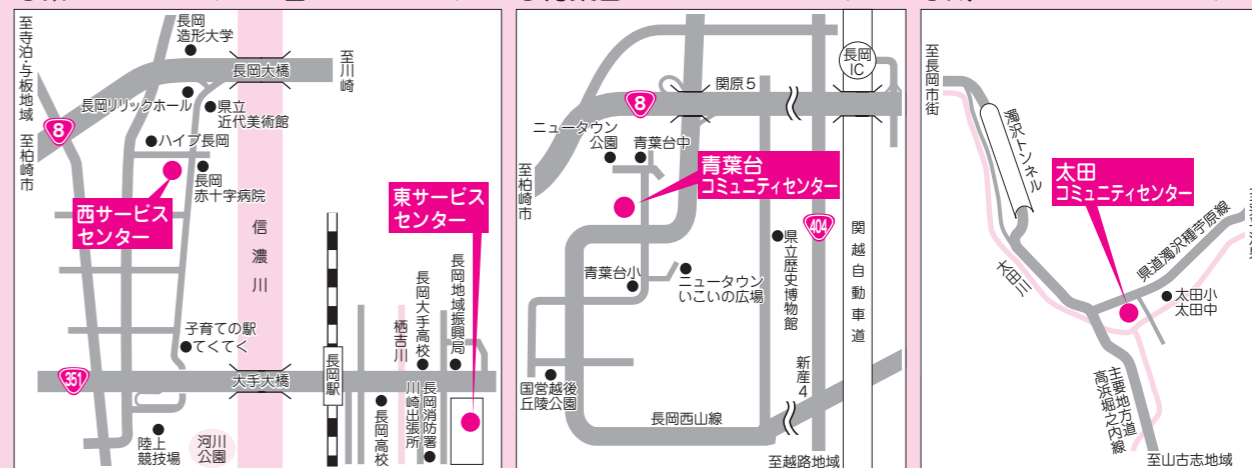 至寺泊・与板地域
至柏崎市
8
長岡
造形大学
長岡大橋
至川崎
長岡リリックホール
県立
近代美術館
ハイブ長岡
長岡
赤十字病院
西サービス
センター
信濃川
東サービス
センター
子育ての駅
てくてく
351
大手大橋
長岡駅
長岡大手高校
栖吉川
長岡地域振興局
長岡高校
長岡消防署
川崎出張所
陸上
競技場
河川
公園
長岡
IC
関原5
8
ニュータウン
公園
青葉台中
至柏崎市
青葉台
コミュニティセンター
404
県立歴史博物館
関越自動車道
青葉台小
ニュータウン
いこいの広場
国営越後
丘陵公園
新産4
長岡西山線
至越路地域
至長岡市街
濁沢トンネル
太田
コミュニティセンター
県道濁沢種苧原線
太田川
太田小
太田中
主要地方道
高浜堀之内線
至山古志地域